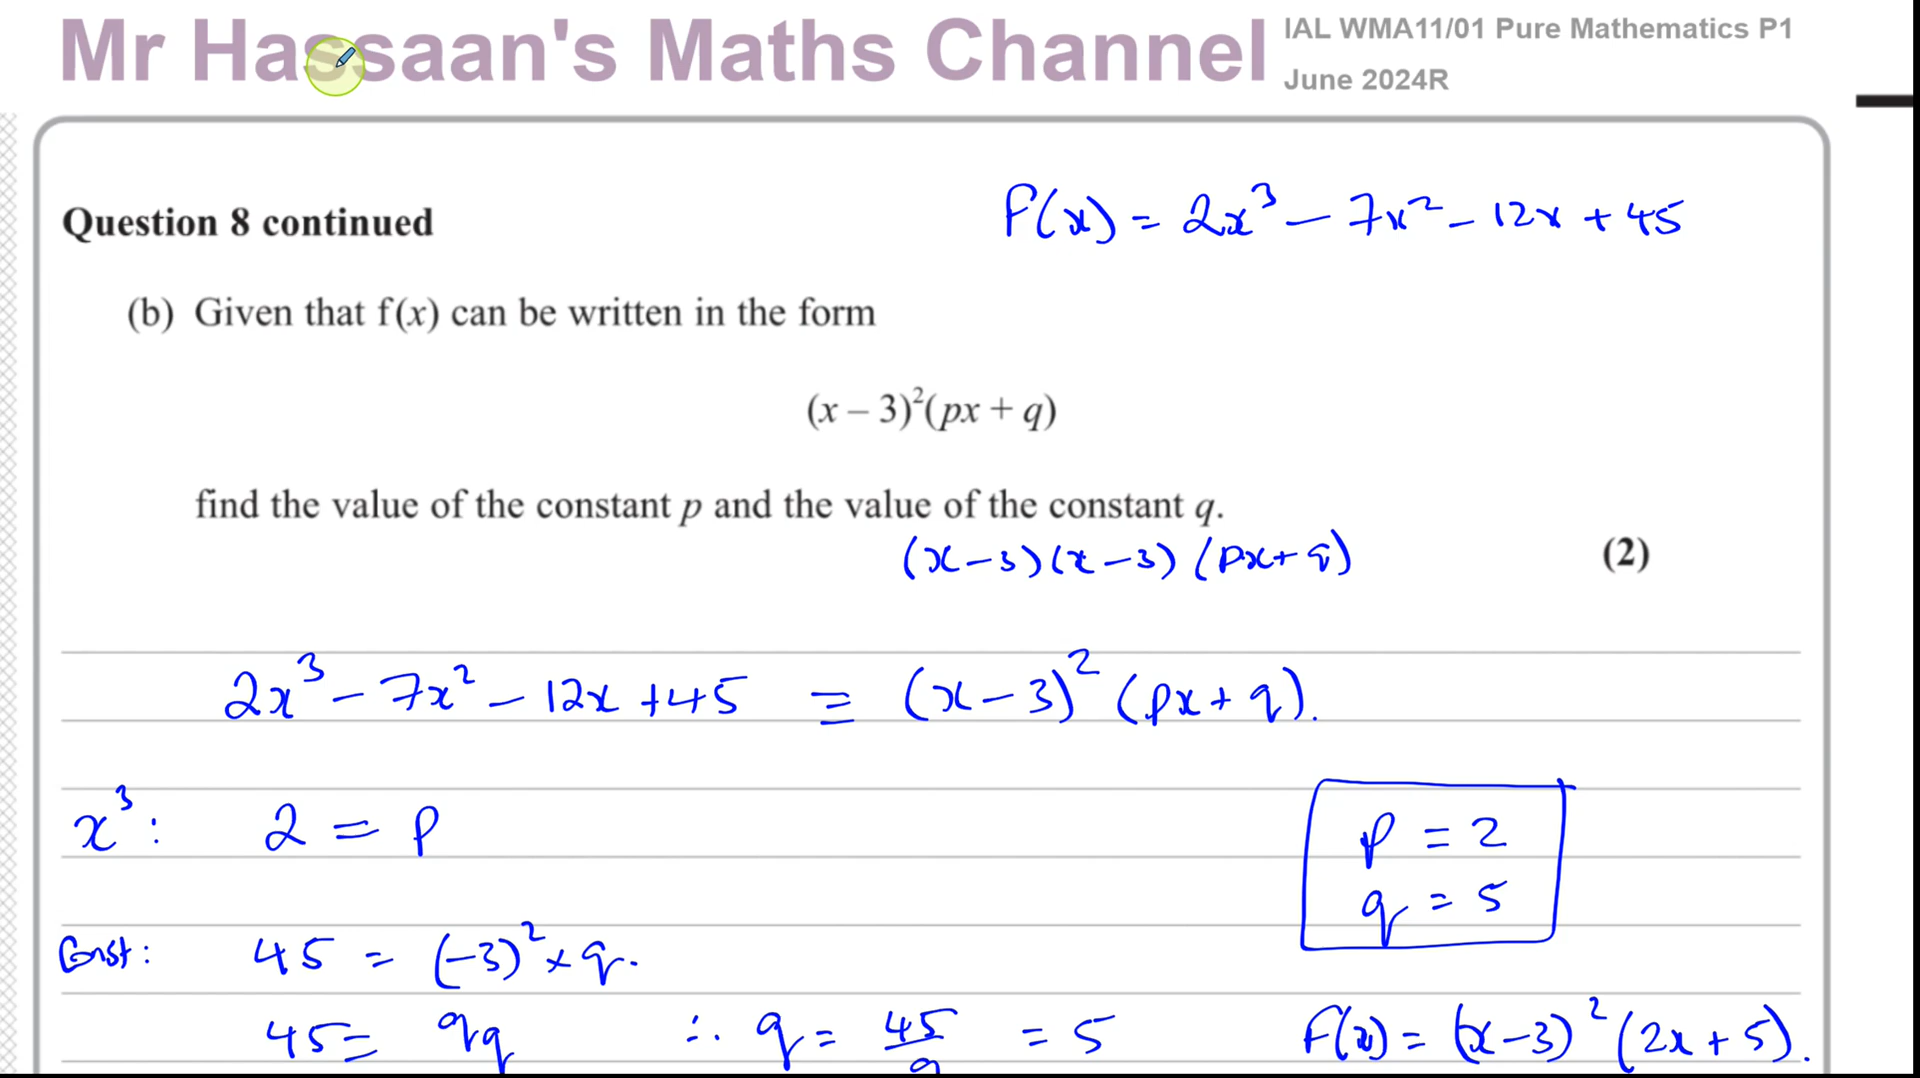 Mr Hassaan's Maths Channel
IAL WMA11/01 Pure Mathematics P1
June 2024R
Question 8 continued
F(x) = 2x³ – 7x² – 12x + 45
(b) Given that f(x) can be written in the form
(x – 3)²(px + q)
find the value of the constant p and the value of the constant q.
(x – 3)(x – 3)(px + q)
(2)
2x³ – 7x² – 12x + 45 = (x – 3)²(px + q).
x³: 2 = p
p = 2
q = 5
Const: 45 = (–3)² × q.
45 = 9q ∴ q = 45/9 = 5
F(x) = (x – 3)²(2x + 5).